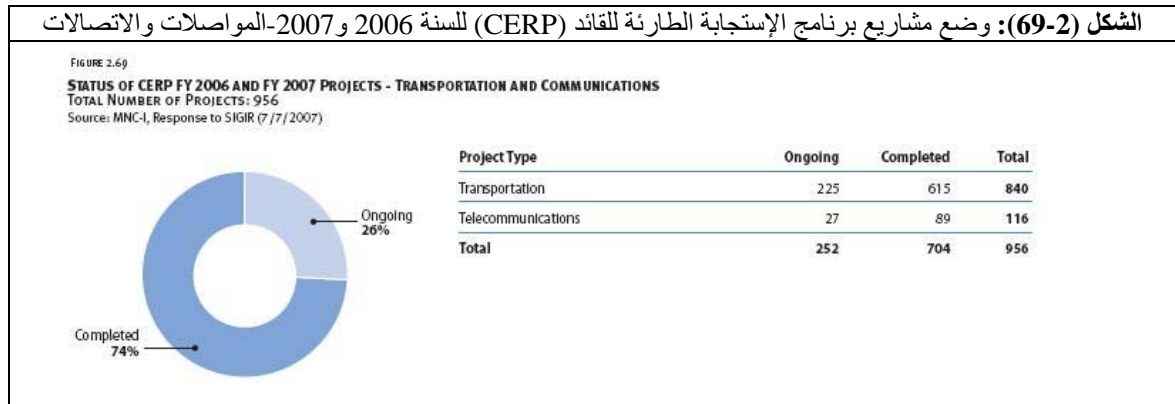 الشكل (2-69): وضع مشاريع برنامج الإستجابة الطارئة للقائد (CERP) للسنة 2006 و2007-المواصلات والاتصالات
FIGURE 2.69
STATUS OF CERP FY 2006 AND FY 2007 PROJECTS - TRANSPORTATION AND COMMUNICATIONS
TOTAL NUMBER OF PROJECTS: 956
Source: MNC-I, Response to SIGIR (7/7/2007)
Project Type Ongoing Completed Total
Transportation 225 615 840
Telecommunications 27 89 116
Total 252 704 956
Ongoing
26%
Completed
74%